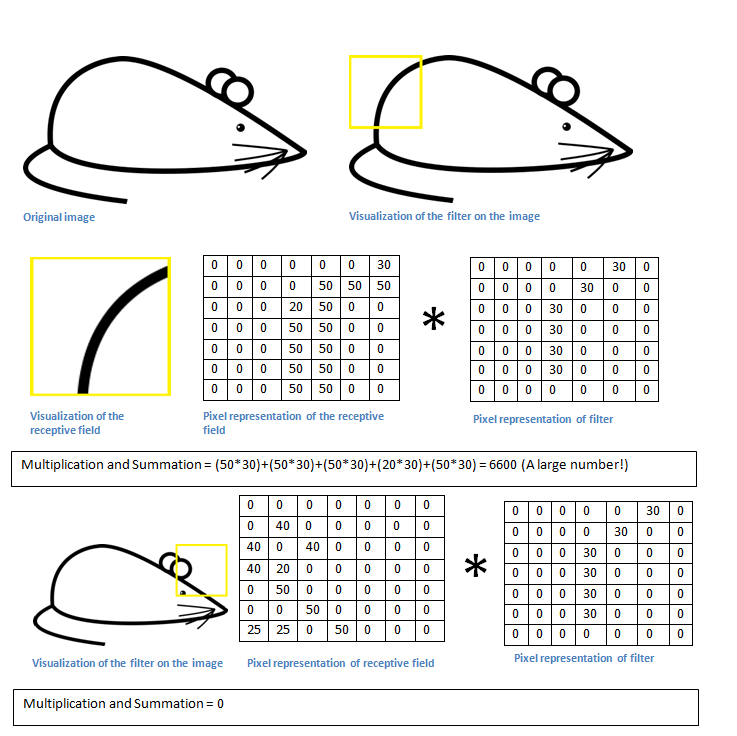 Original image
Visualization of the filter on the image
0 0 0 0 0 0 30
0 0 0 0 50 50 50
0 0 0 20 50 0 0
0 0 0 50 50 0 0
0 0 0 50 50 0 0
0 0 0 50 50 0 0
0 0 0 50 50 0 0
*
0 0 0 0 0 30 0
0 0 0 0 30 0 0
0 0 0 30 0 0 0
0 0 0 30 0 0 0
0 0 0 30 0 0 0
0 0 0 30 0 0 0
0 0 0 0 0 0 0
Visualization of the
receptive field
Pixel representation of the receptive
field
Pixel representation of filter
Multiplication and Summation = (50*30)+(50*30)+(50*30)+(20*30)+(50*30) = 6600 (A large number!)
0 0 0 0 0 0 0
0 40 0 0 0 0 0
40 0 40 0 0 0 0
40 20 0 0 0 0 0
0 50 0 0 0 0 0
0 0 50 0 0 0 0
25 25 0 50 0 0 0
*
0 0 0 0 0 30 0
0 0 0 0 30 0 0
0 0 0 30 0 0 0
0 0 0 30 0 0 0
0 0 0 30 0 0 0
0 0 0 30 0 0 0
0 0 0 0 0 0 0
Visualization of the filter on the image
Pixel representation of receptive field
Pixel representation of filter
Multiplication and Summation = 0